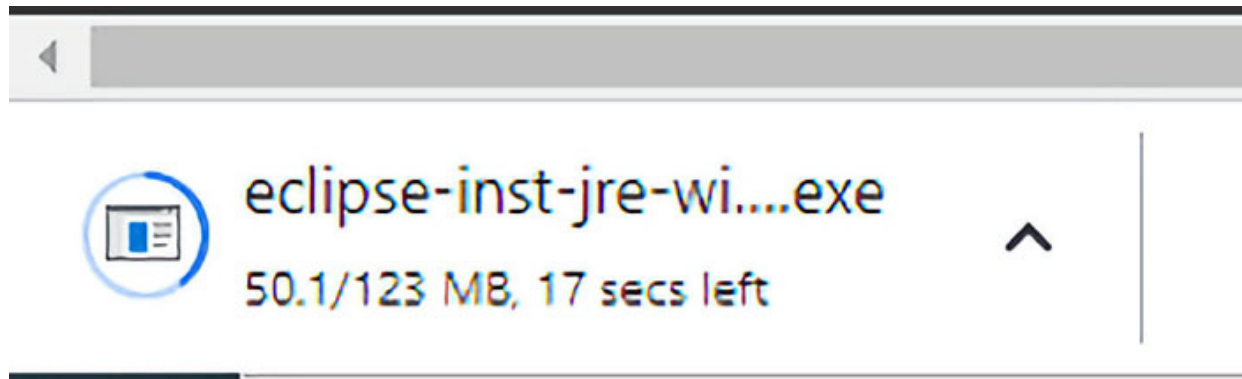 eclipse-inst-jre-wi....exe
50.1/123 MB, 17 secs left